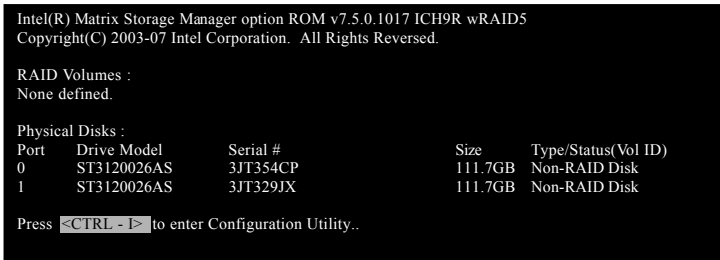 Intel(R) Matrix Storage Manager option ROM v7.5.0.1017 ICH9R wRAID5
Copyright(C) 2003-07 Intel Corporation. All Rights Reversed.
RAID Volumes :
None defined.
Physical Disks :
Port Drive Model Serial # Size Type/Status(Vol ID)
0 ST3120026AS 3JT354CP 111.7GB Non-RAID Disk
1 ST3120026AS 3JT329JX 111.7GB Non-RAID Disk
Press <CTRL - I> to enter Configuration Utility..